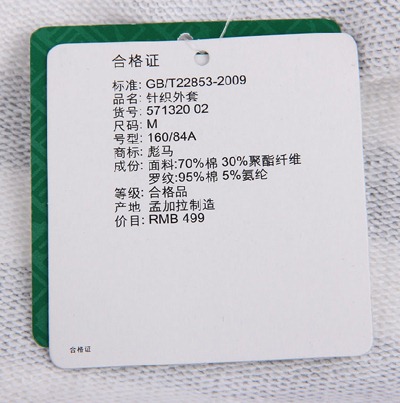 合格证
标准: GB/T22853-2009
品名: 针织外套
货号: 571320 02
尺码: M
号型: 160/84A
商标: 彪马
成份: 面料:70%棉 30%聚酯纤维
罗纹:95%棉 5%氨纶
等级: 合格品
产地: 孟加拉制造
价目: RMB 499
合格证